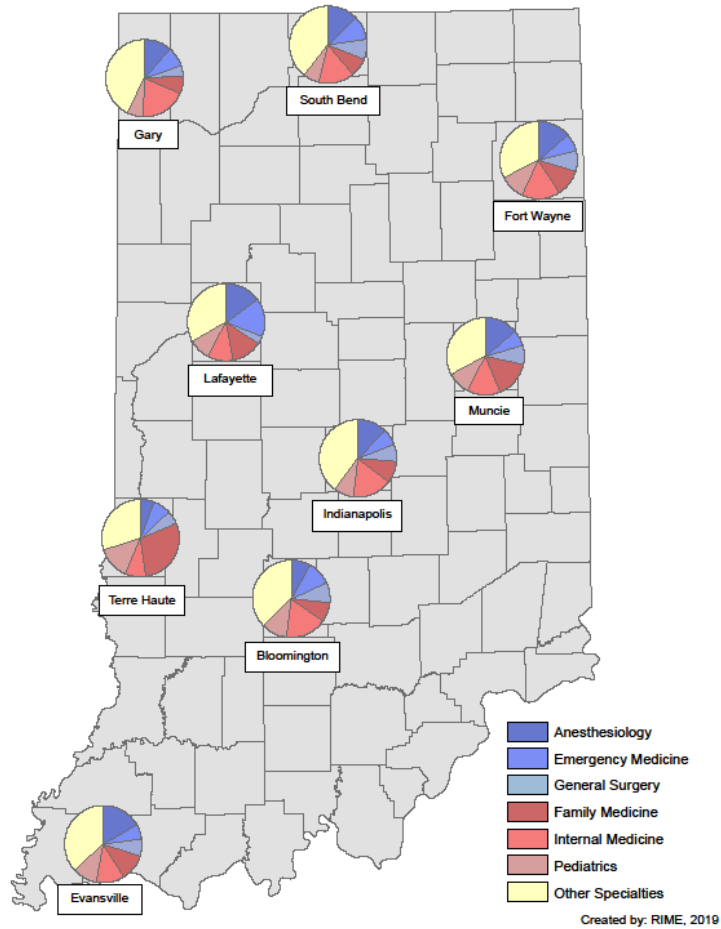 South Bend
Gary
Fort Wayne
Lafayette
Muncie
Indianapolis
Terre Haute
Bloomington
Evansville
Anesthesiology
Emergency Medicine
General Surgery
Family Medicine
Internal Medicine
Pediatrics
Other Specialties
Created by: RIME, 2019